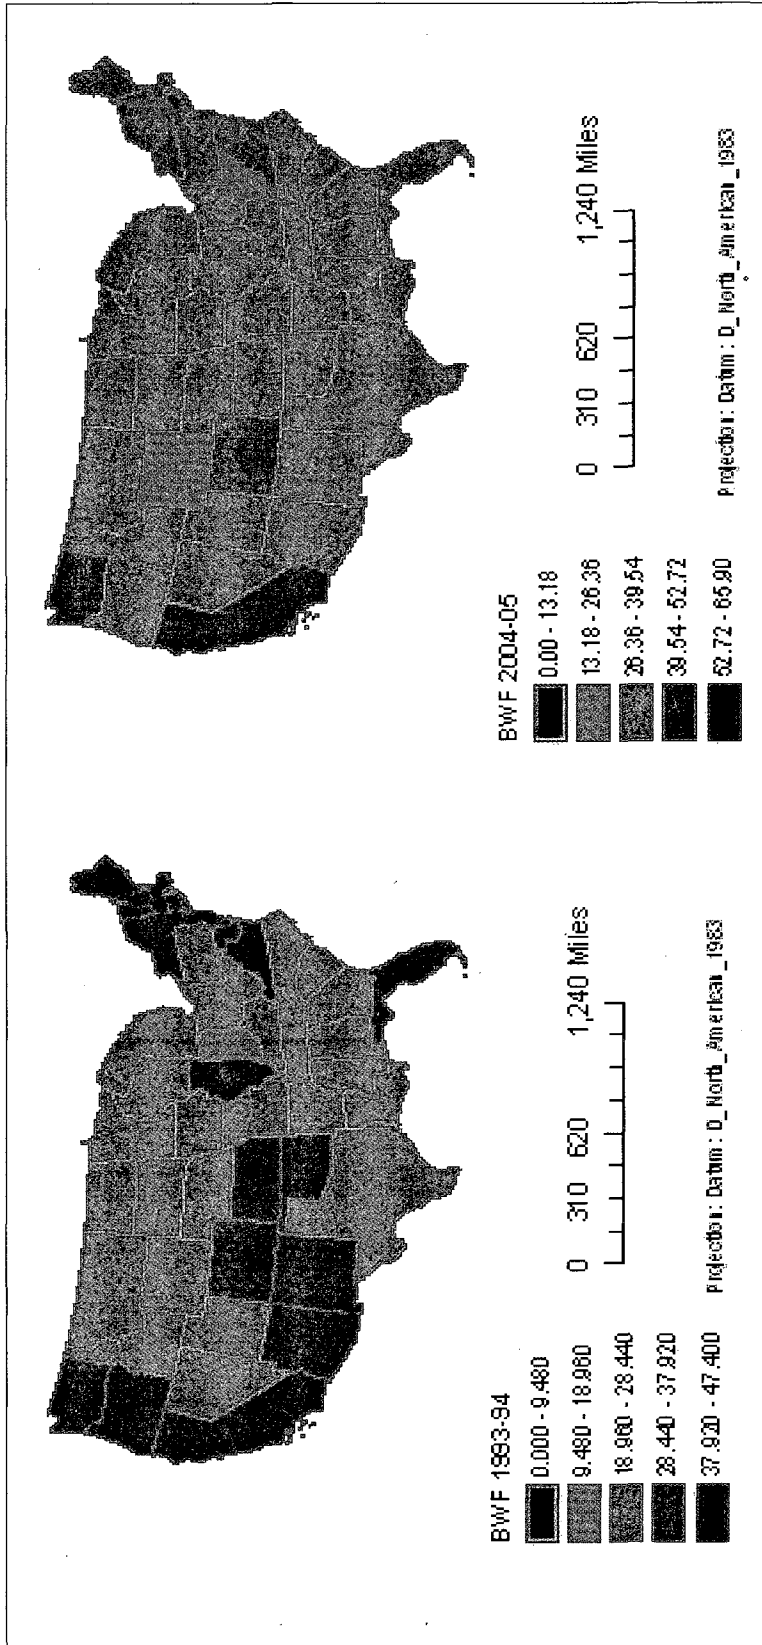 BWF 1993-94
0.000 - 9.480
9.480 - 18.960
18.960 - 28.440
28.440 - 37.920
37.920 - 47.400
0 310 620 1,240 Miles
Projection: Datum: D_North_American_1983
BWF 2004-05
0.00 - 13.18
13.18 - 26.36
26.36 - 39.54
39.54 - 52.72
52.72 - 65.90
0 310 620 1,240 Miles
Projection: Datum: D_North_American_1983